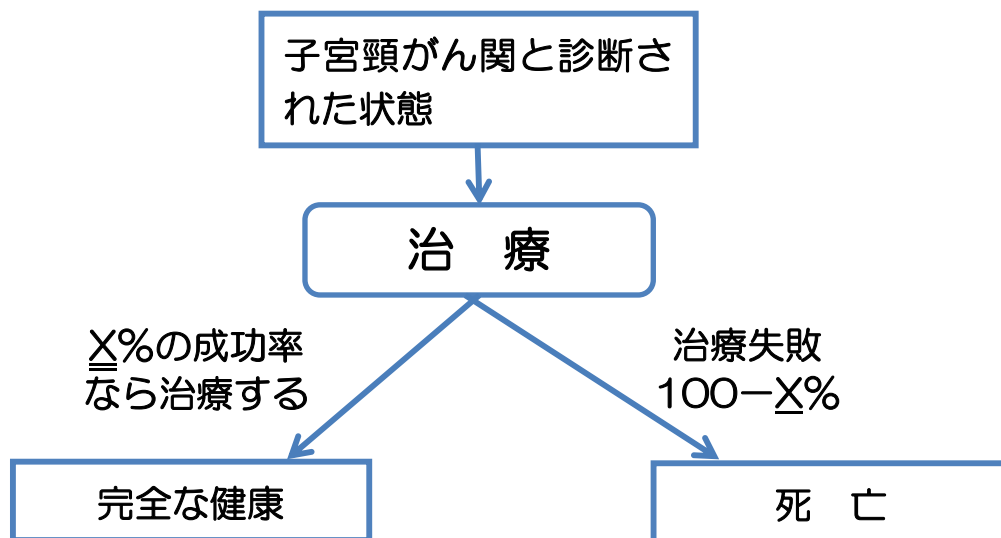 子宮頸がん関と診断さ
れた状態
治　療
X%の成功率
なら治療する
治療失敗
100-X%
完全な健康
死　亡